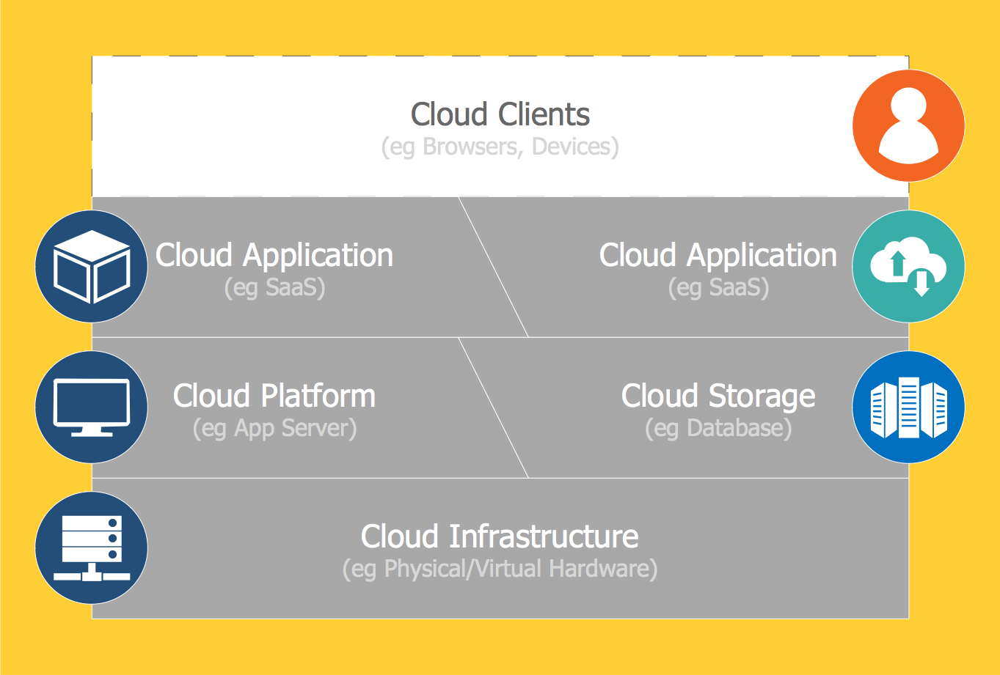 Cloud Clients
(eg Browsers, Devices)
Cloud Application
(eg SaaS)
Cloud Application
(eg SaaS)
Cloud Platform
(eg App Server)
Cloud Storage
(eg Database)
Cloud Infrastructure
(eg Physical/Virtual Hardware)